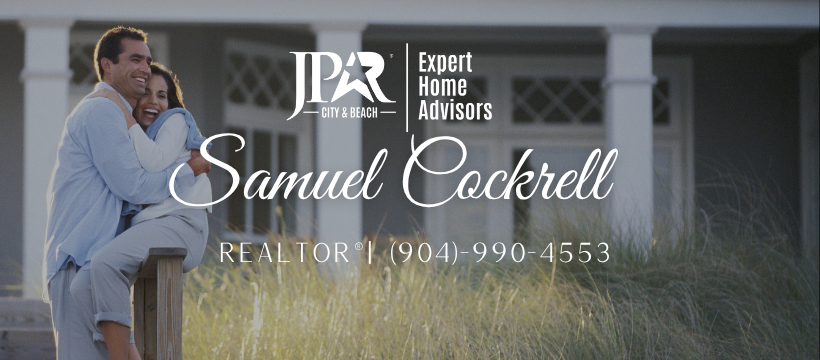 JPAR®
CITY & BEACH
Expert
Home
Advisors
Samuel Cockrell
REALTOR®| (904)-990-4553